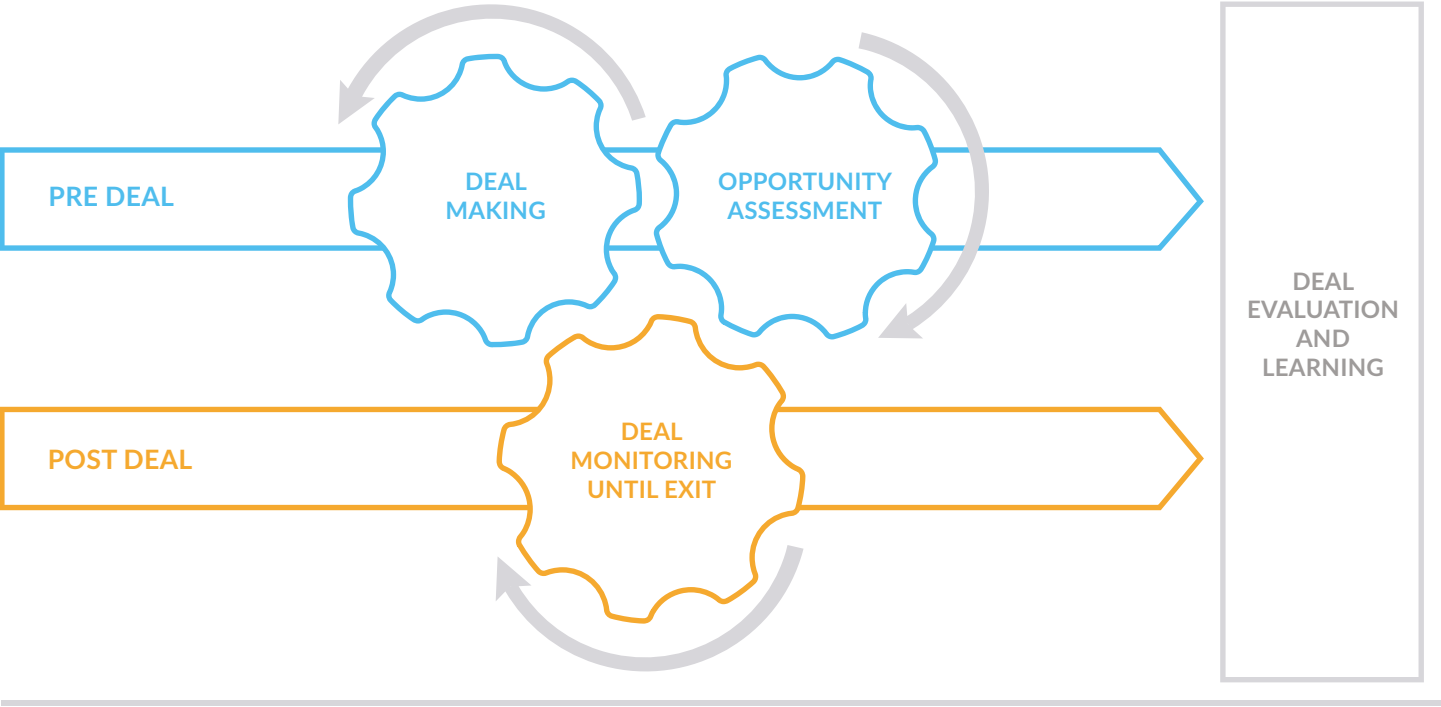 PRE DEAL
DEAL
MAKING
OPPORTUNITY
ASSESSMENT
POST DEAL
DEAL
MONITORING
UNTIL EXIT
DEAL
EVALUATION
AND
LEARNING